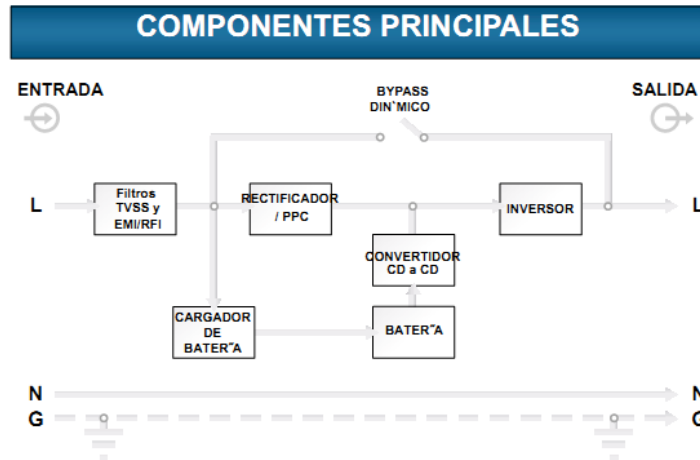 COMPONENTES PRINCIPALES
ENTRADA
BYPASS
DIN`MICO
SALIDA
L
Filtros
TVSS y
EMI/RFI
RECTIFICADOR
/ PPC
INVERSOR
L
CONVERTIDOR
CD a CD
CARGADOR
DE
BATER˜A
BATER˜A
N
N
G
G